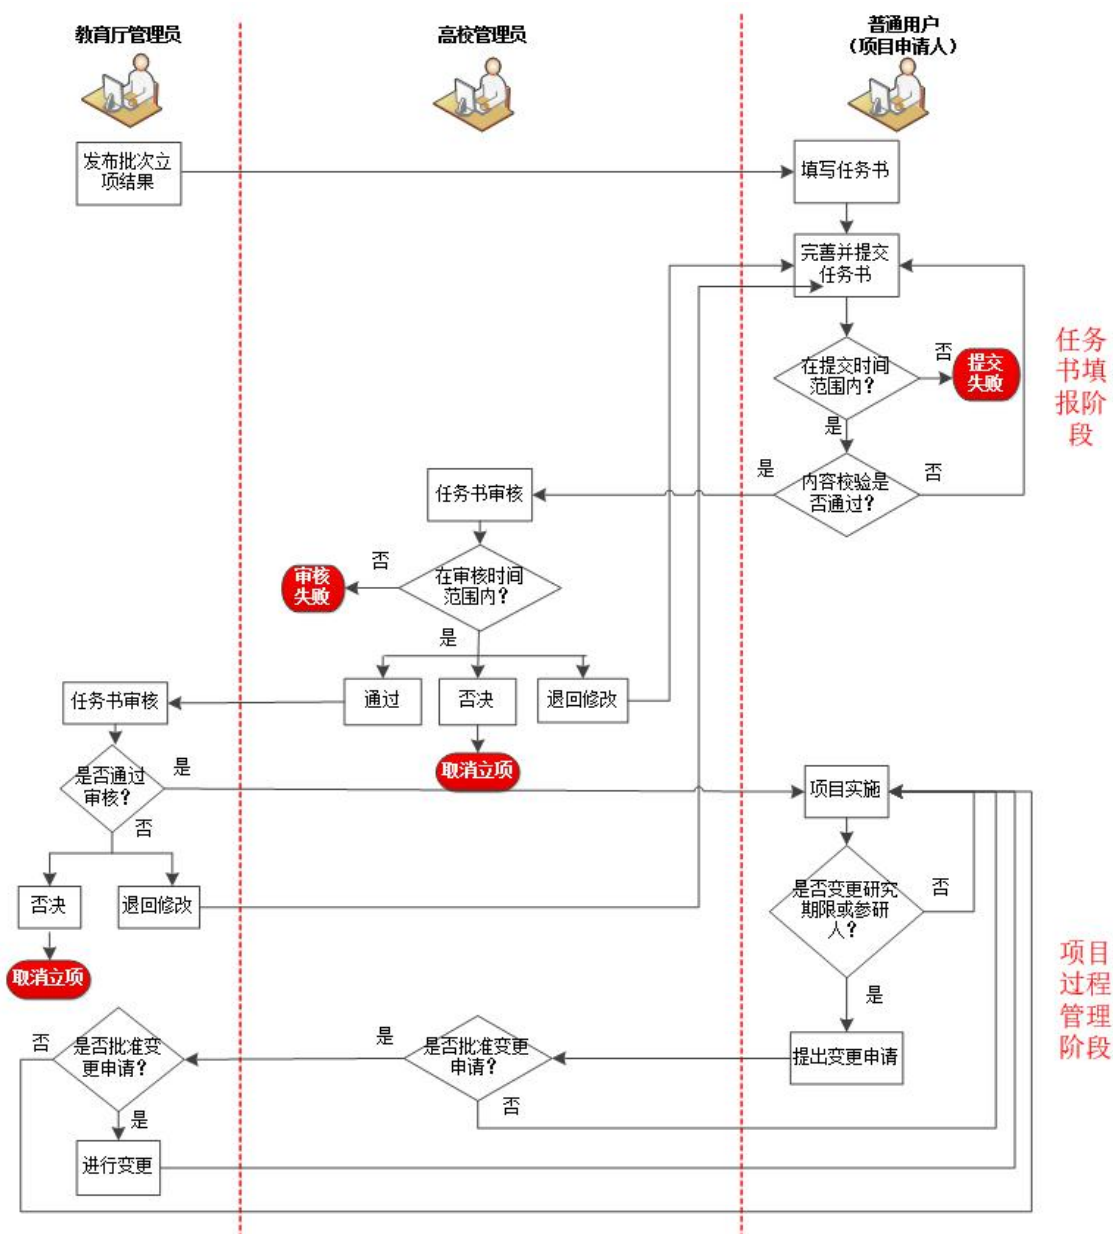 教育厅管理员
高校管理员
普通用户
（项目申请人）
发布批次立
项结果
填写任务书
完善并提交
任务书
在提交时间
范围内？
否
提交
失败
是
内容校验是
否通过？
是
否
任务
书填
报阶
段
任务书审核
在审核时间
范围内？
否
审核
失败
是
通过
否决
退回修改
取消立项
任务书审核
是否通过
审核？
是
否
否决
退回修改
取消立项
项目实施
是否变更研究
期限或参研
人？
否
是
提出变更申请
项目
过程
管理
阶段
是否批准变更
申请？
是
否
是否批准变
更申请？
否
是
进行变更